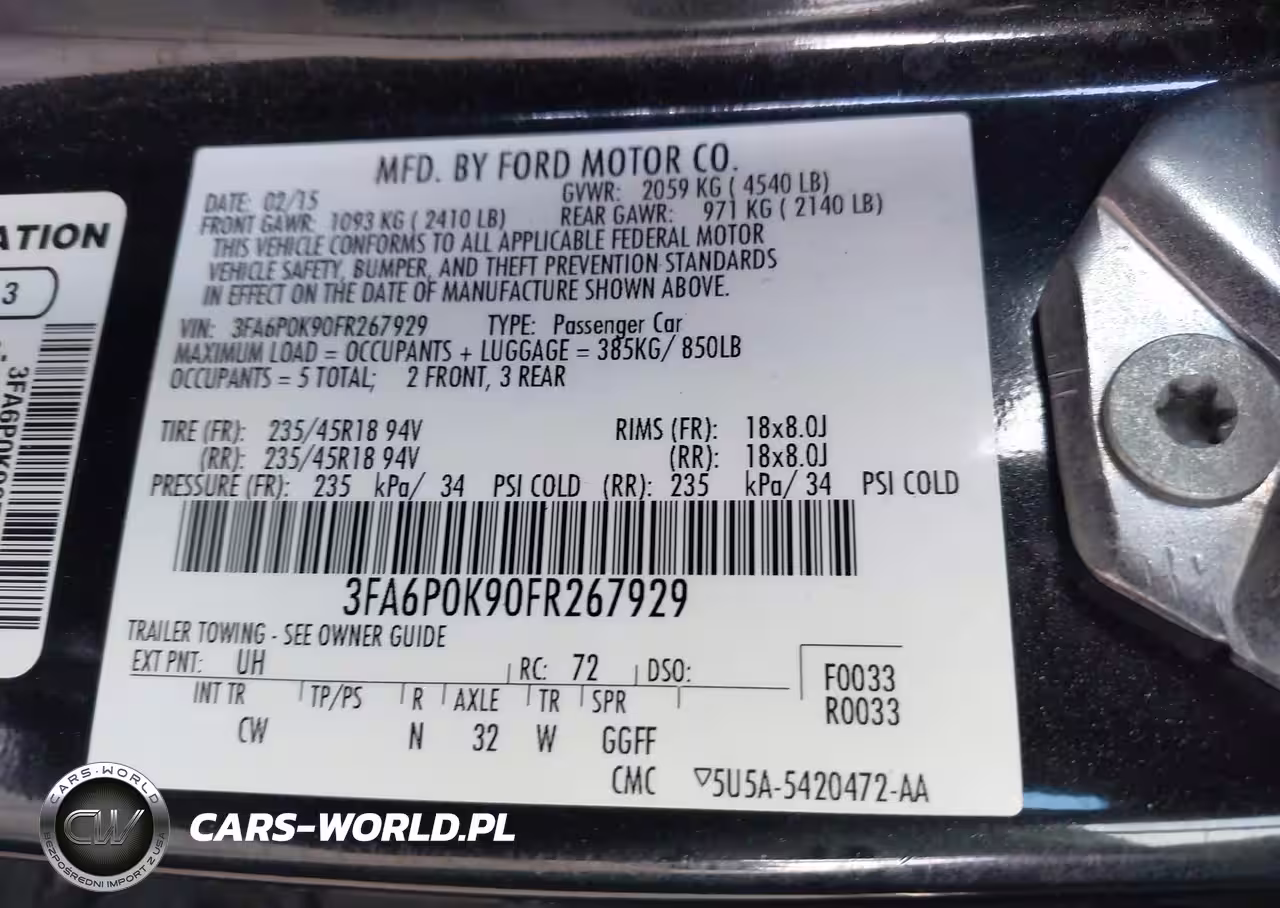 ATION
3
3FA6P0K90
MFD. BY FORD MOTOR CO.
DATE: 02/15 GVWR: 2059 KG ( 4540 LB)
FRONT GAWR: 1093 KG ( 2410 LB) REAR GAWR: 971 KG ( 2140 LB)
THIS VEHICLE CONFORMS TO ALL APPLICABLE FEDERAL MOTOR
VEHICLE SAFETY, BUMPER, AND THEFT PREVENTION STANDARDS
IN EFFECT ON THE DATE OF MANUFACTURE SHOWN ABOVE.
VIN: 3FA6P0K90FR267929 TYPE: Passenger Car
MAXIMUM LOAD = OCCUPANTS + LUGGAGE = 385KG/ 850LB
OCCUPANTS = 5 TOTAL; 2 FRONT, 3 REAR
TIRE (FR): 235/45R18 94V RIMS (FR): 18x8.0J
(RR): 235/45R18 94V (RR): 18x8.0J
PRESSURE (FR): 235 kPa/ 34 PSI COLD (RR): 235 kPa/ 34 PSI COLD
3FA6P0K90FR267929
TRAILER TOWING - SEE OWNER GUIDE
EXT PNT: UH RC: 72 DSO: F0033
INT TR TP/PS R AXLE TR SPR R0033
CW N 32 W GGFF
CMC ▽5U5A-5420472-AA
CARS-WORLD
CW
BEZPOŚREDNI IMPORT Z USA
CARS-WORLD.PL